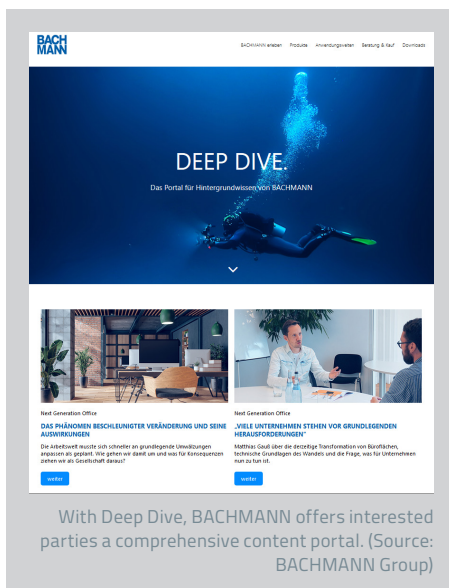 BACH
MANN
BACHMANN erleben Produkte Anwendungswelten Beratung & Kauf Downloads
DEEP DIVE.
Das Portal für Hintergrundwissen von BACHMANN
Next Generation Office
DAS PHÄNOMEN BESCHLEUNIGTER VERÄNDERUNG UND SEINE
AUSWIRKUNGEN
Die Arbeitswelt musste sich schneller an grundlegende Umwälzungen
anpassen als geplant. Wie gehen wir damit um und was für Konsequenzen
ziehen wir als Gesellschaft daraus?
weiter
Next Generation Office
„VIELE UNTERNEHMEN STEHEN VOR GRUNDLEGENDEN
HERAUSFORDERUNGEN“
Matthias Gauß über die derzeitige Transformation von Büroflächen,
technische Grundlagen des Wandels und die Frage, was für Unternehmen
nun zu tun ist.
weiter
With Deep Dive, BACHMANN offers interested
parties a comprehensive content portal. (Source:
BACHMANN Group)